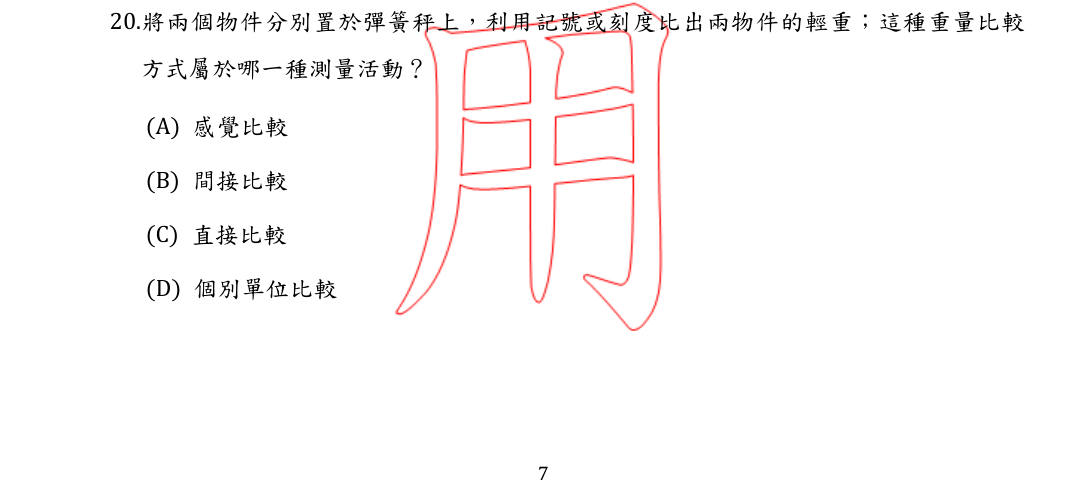 20.將兩個物件分別置於彈簧秤上，利用記號或刻度比出兩物件的輕重；這種重量比較
方式屬於哪一種測量活動？
(A) 感覺比較
(B) 間接比較
(C) 直接比較
(D) 個別單位比較
用
7